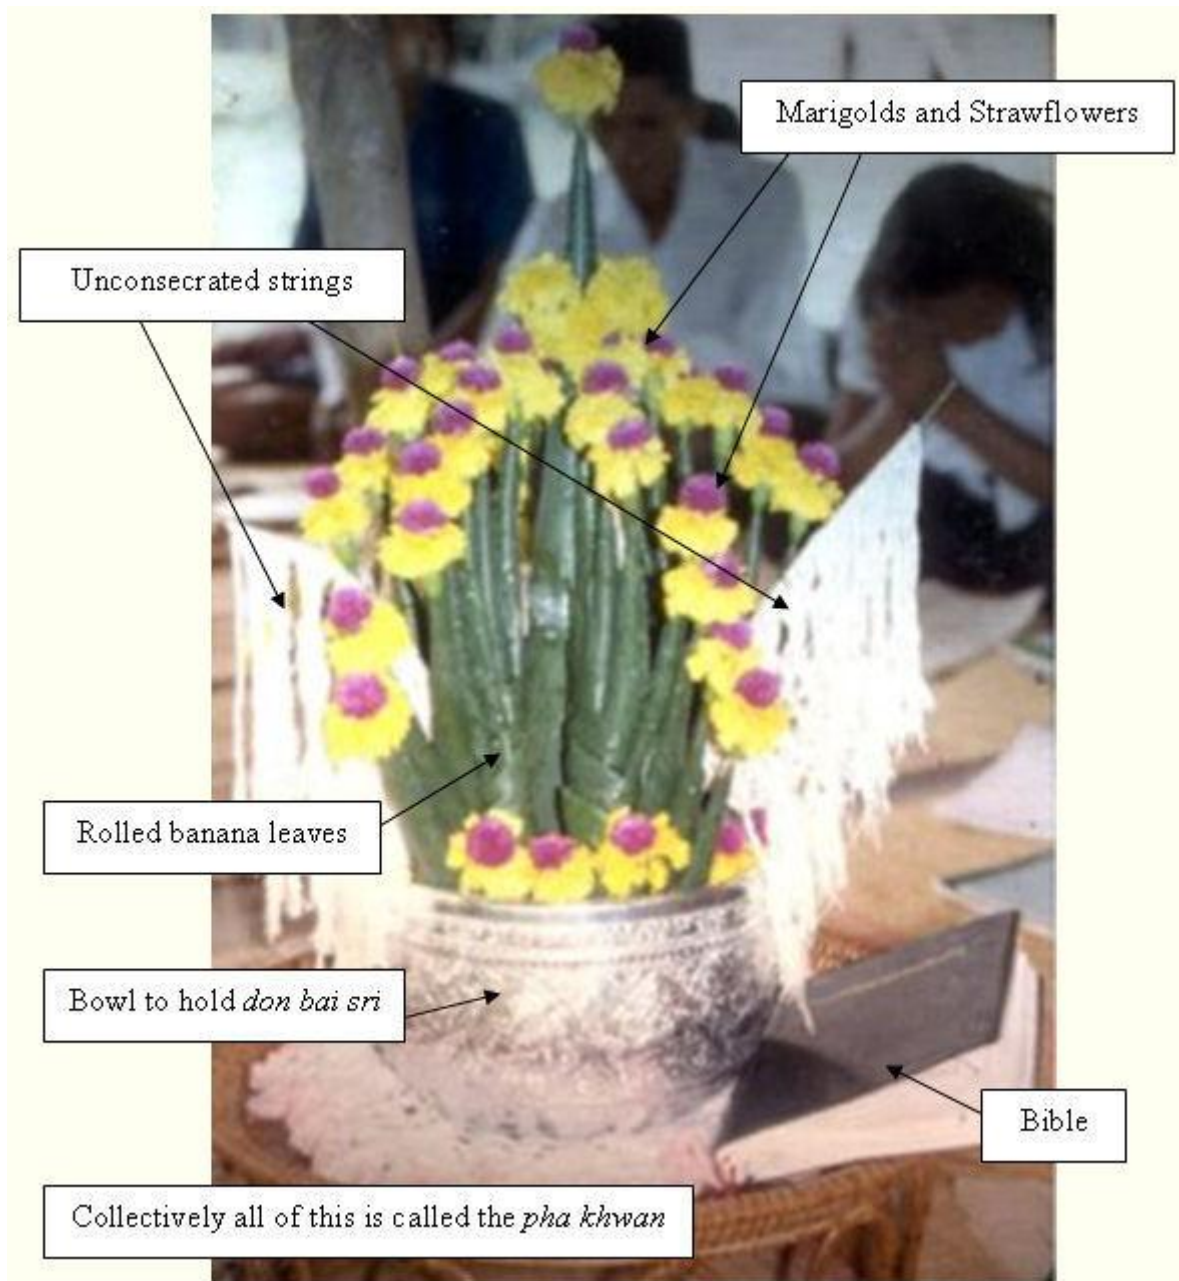 Marigolds and Strawflowers
Unconsecrated strings
Rolled banana leaves
Bowl to hold don bai sri
Bible
Collectively all of this is called the pha khwan